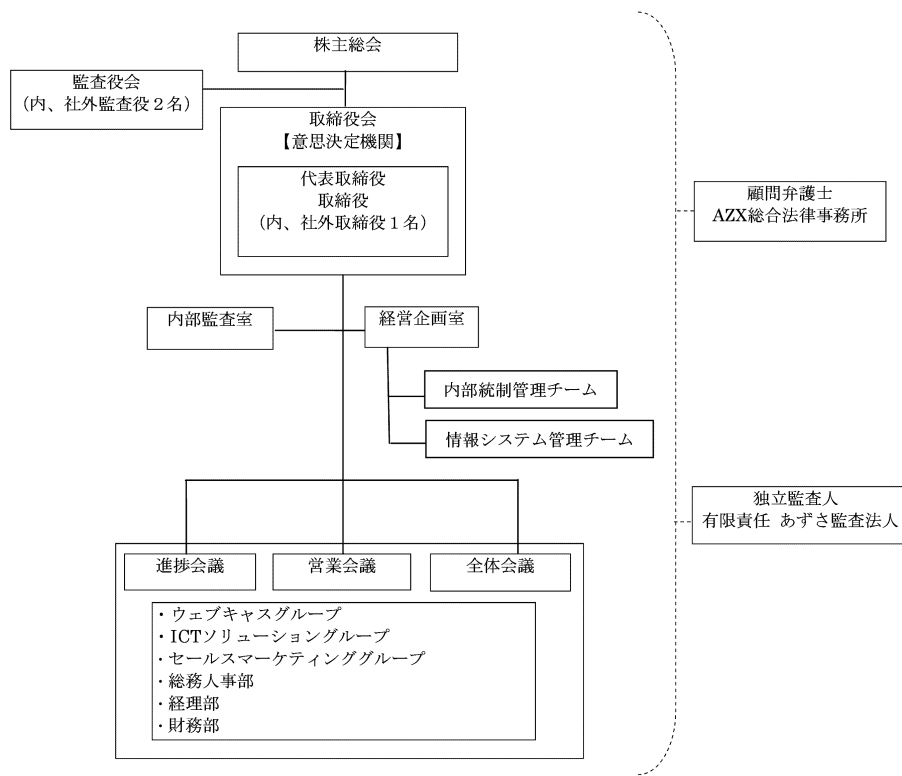 株主総会
監査役会
（内、社外監査役２名）
取締役会
【意思決定機関】
代表取締役
取締役
（内、社外取締役１名）
顧問弁護士
AZX総合法律事務所
内部監査室
経営企画室
内部統制管理チーム
情報システム管理チーム
独立監査人
有限責任 あずさ監査法人
進捗会議
営業会議
全体会議
・ウェブキャスグループ
・ICTソリューショングループ
・セールスマーケティンググループ
・総務人事部
・経理部
・財務部